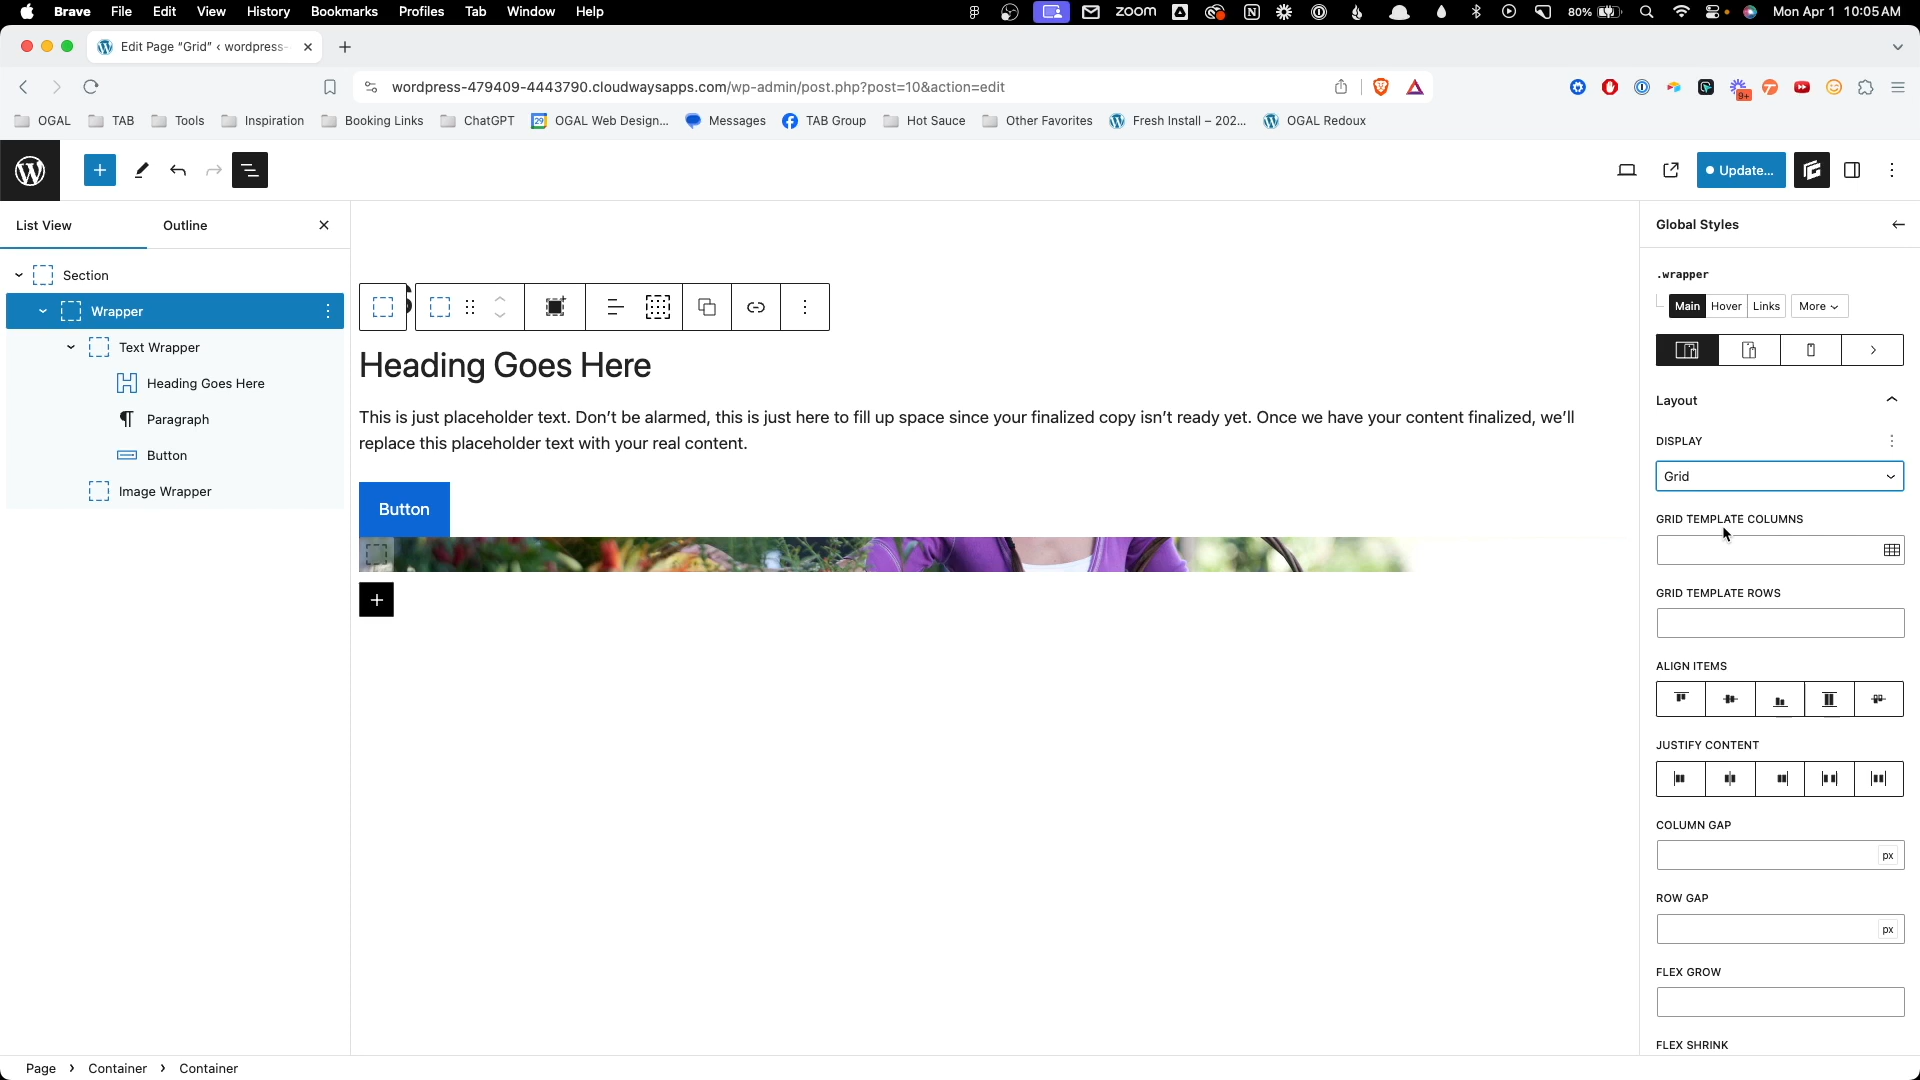 Brave File Edit View History Bookmarks Profiles Tab Window Help zoom 80% Mon Apr 1 10:05 AM
Edit Page “Grid” ‹ wordpress-
wordpress-479409-4443790.cloudwaysapps.com/wp-admin/post.php?post=10&action=edit 9+
OGAL TAB Tools Inspiration Booking Links ChatGPT 29 OGAL Web Design... Messages TAB Group Hot Sauce Other Favorites Fresh Install – 202... OGAL Redoux
Update...
List View Outline
Global Styles
Section
.wrapper
Wrapper
Main Hover Links More
Text Wrapper
Heading Goes Here
Heading Goes Here
Paragraph
Button
Image Wrapper
This is just placeholder text. Don’t be alarmed, this is just here to fill up space since your finalized copy isn’t ready yet. Once we have your content finalized, we’ll
replace this placeholder text with your real content.
Button
Layout
DISPLAY
Grid
GRID TEMPLATE COLUMNS
GRID TEMPLATE ROWS
ALIGN ITEMS
JUSTIFY CONTENT
COLUMN GAP
px
ROW GAP
px
FLEX GROW
FLEX SHRINK
Page › Container › Container